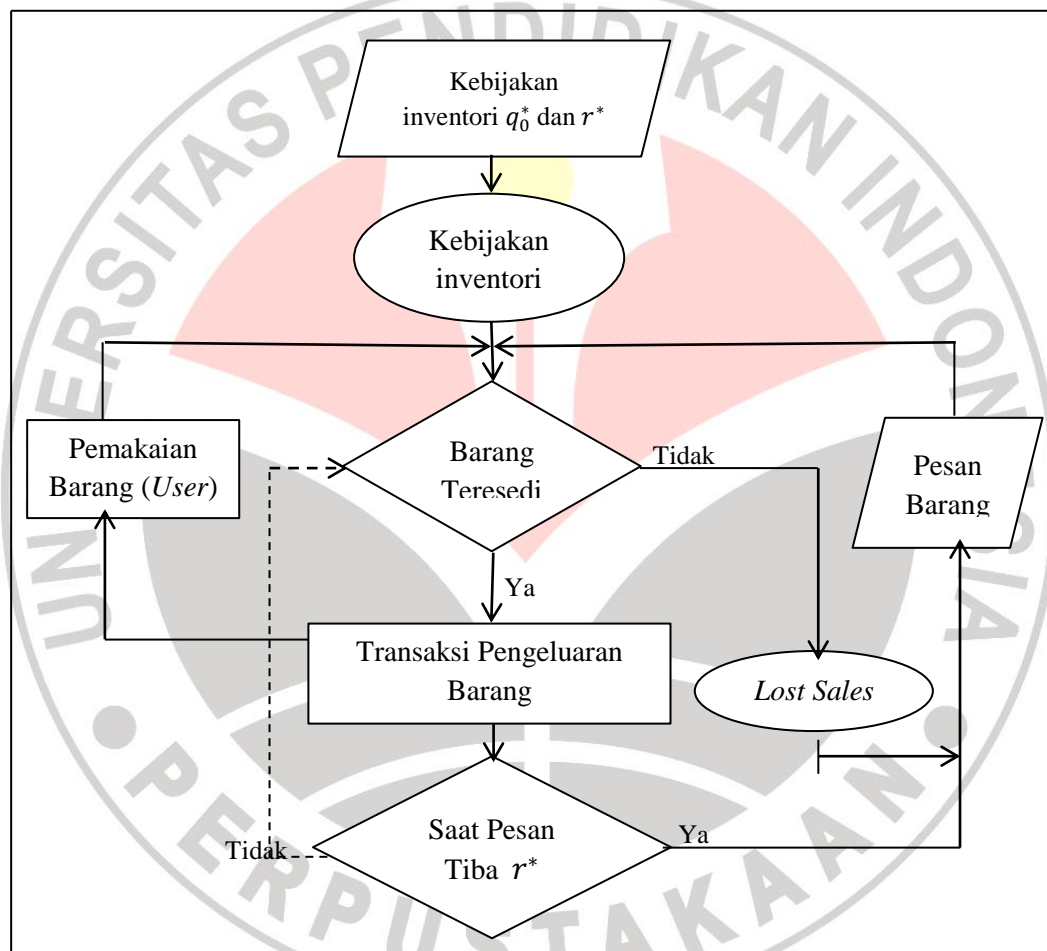 UNIVERSITAS PENDIDIKAN INDONESIA
PERPUSTAKAAN
Kebijakan
inventori q₀* dan r*
Kebijakan
inventori
Pemakaian
Barang (User)
Barang
Teresedi
Tidak
Pesan
Barang
Ya
Transaksi Pengeluaran
Barang
Lost Sales
Saat Pesan
Tiba r*
Ya
Tidak